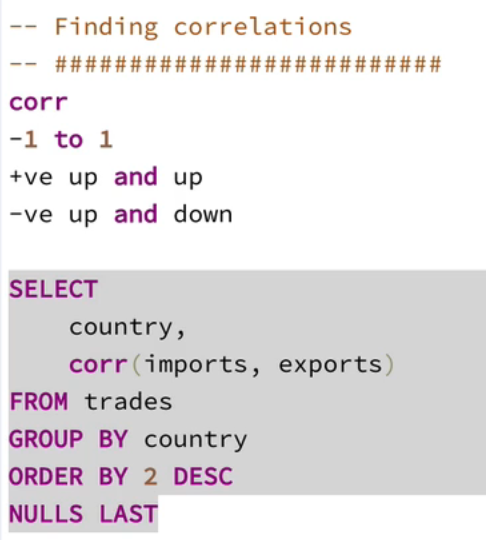 -- Finding correlations
-- ##########################
corr
-1 to 1
+ve up and up
-ve up and down
SELECT
country,
corr(imports, exports)
FROM trades
GROUP BY country
ORDER BY 2 DESC
NULLS LAST